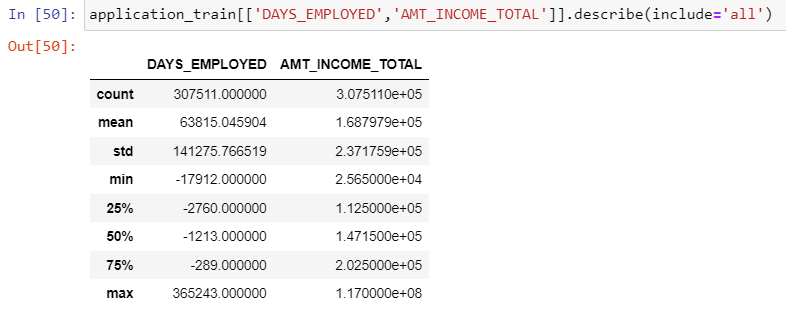 In [50]: application_train[['DAYS_EMPLOYED','AMT_INCOME_TOTAL']].describe(include='all')
Out[50]:
DAYS_EMPLOYED AMT_INCOME_TOTAL
count 307511.000000 3.075110e+05
mean 63815.045904 1.687979e+05
std 141275.766519 2.371759e+05
min -17912.000000 2.565000e+04
25% -2760.000000 1.125000e+05
50% -1213.000000 1.471500e+05
75% -289.000000 2.025000e+05
max 365243.000000 1.170000e+08